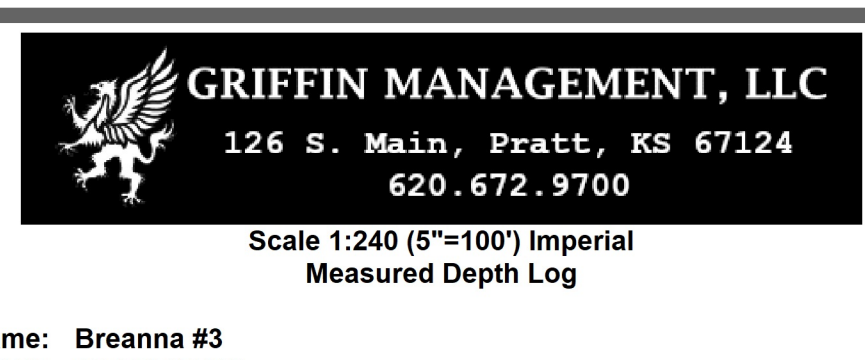 GRIFFIN MANAGEMENT, LLC
126 S. Main, Pratt, KS 67124
620.672.9700
Scale 1:240 (5"=100') Imperial
Measured Depth Log
me: Breanna #3